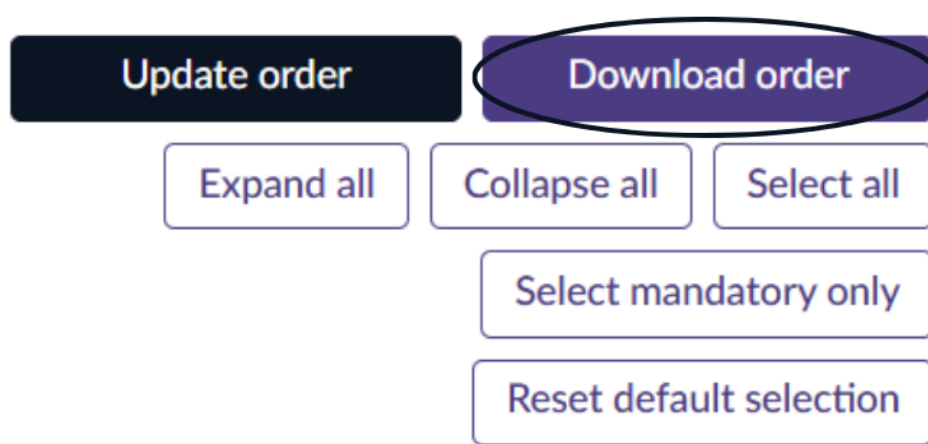 Update order Download order
Expand all Collapse all Select all
Select mandatory only
Reset default selection